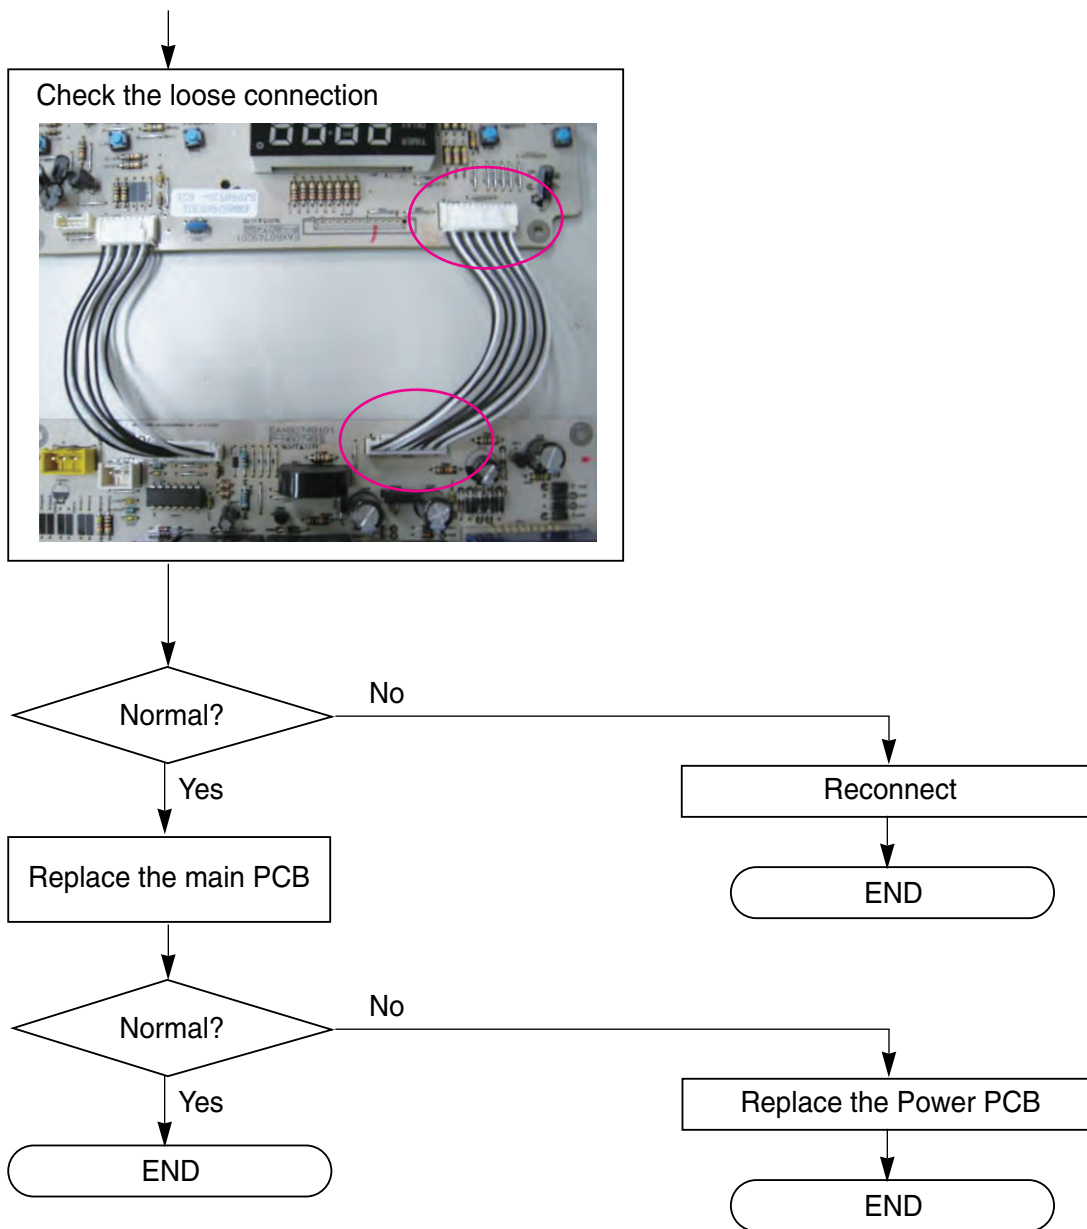 Check the loose connection
TIMER
Normal?
No
Yes
Reconnect
END
Replace the main PCB
Normal?
No
Yes
Replace the Power PCB
END
END